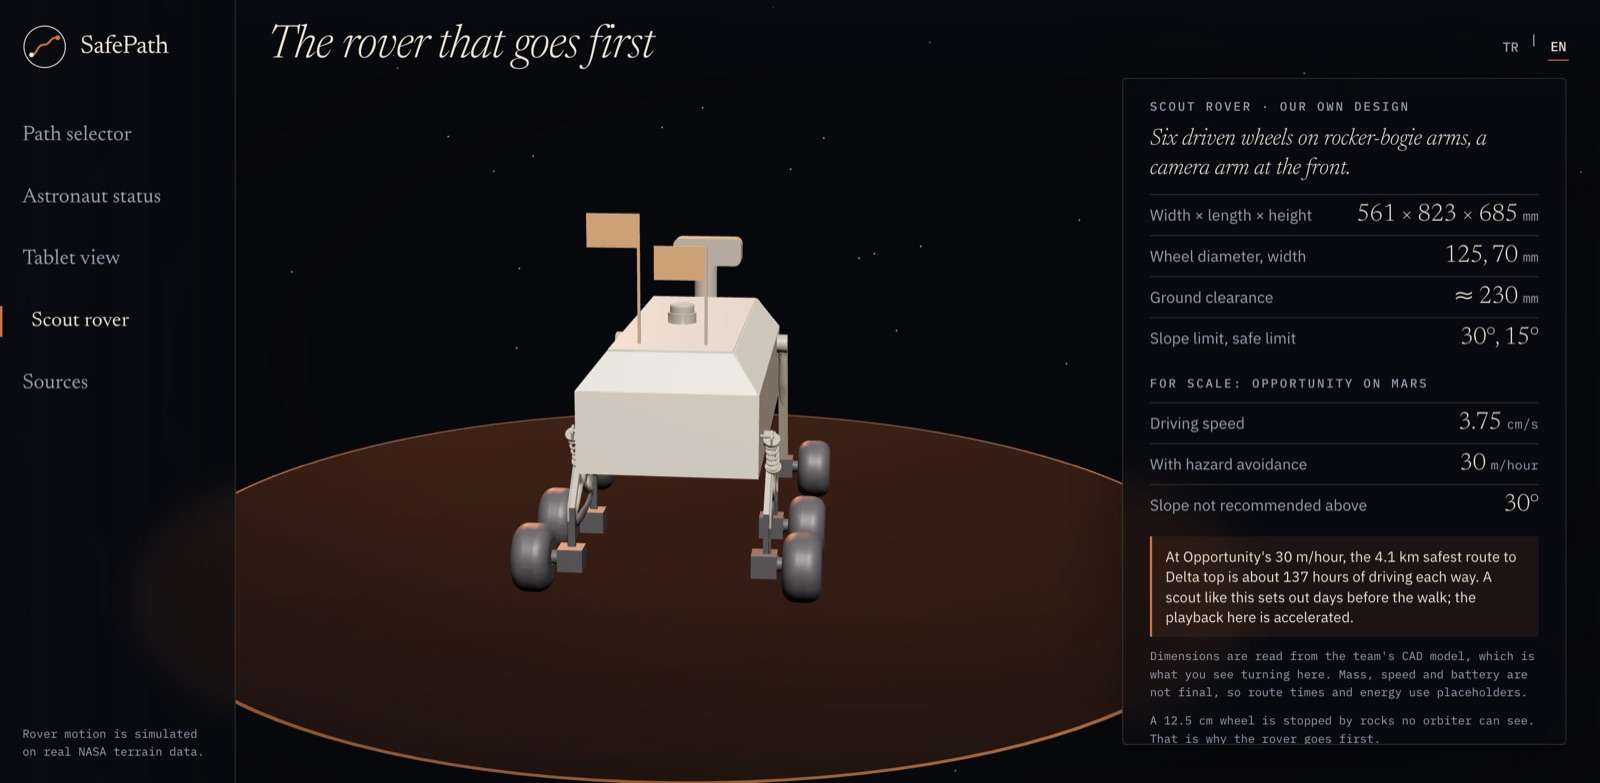 SafePath
The rover that goes first
TR | EN
Path selector
Astronaut status
Tablet view
Scout rover
Sources
Rover motion is simulated
on real NASA terrain data.
SCOUT ROVER · OUR OWN DESIGN
Six driven wheels on rocker-bogie arms, a
camera arm at the front.
Width × length × height 561 × 823 × 685 mm
Wheel diameter, width 125, 70 mm
Ground clearance ≈ 230 mm
Slope limit, safe limit 30°, 15°
FOR SCALE: OPPORTUNITY ON MARS
Driving speed 3.75 cm/s
With hazard avoidance 30 m/hour
Slope not recommended above 30°
At Opportunity's 30 m/hour, the 4.1 km safest route to
Delta top is about 137 hours of driving each way. A
scout like this sets out days before the walk; the
playback here is accelerated.
Dimensions are read from the team's CAD model, which is
what you see turning here. Mass, speed and battery are
not final, so route times and energy use placeholders.
A 12.5 cm wheel is stopped by rocks no orbiter can see.
That is why the rover goes first.